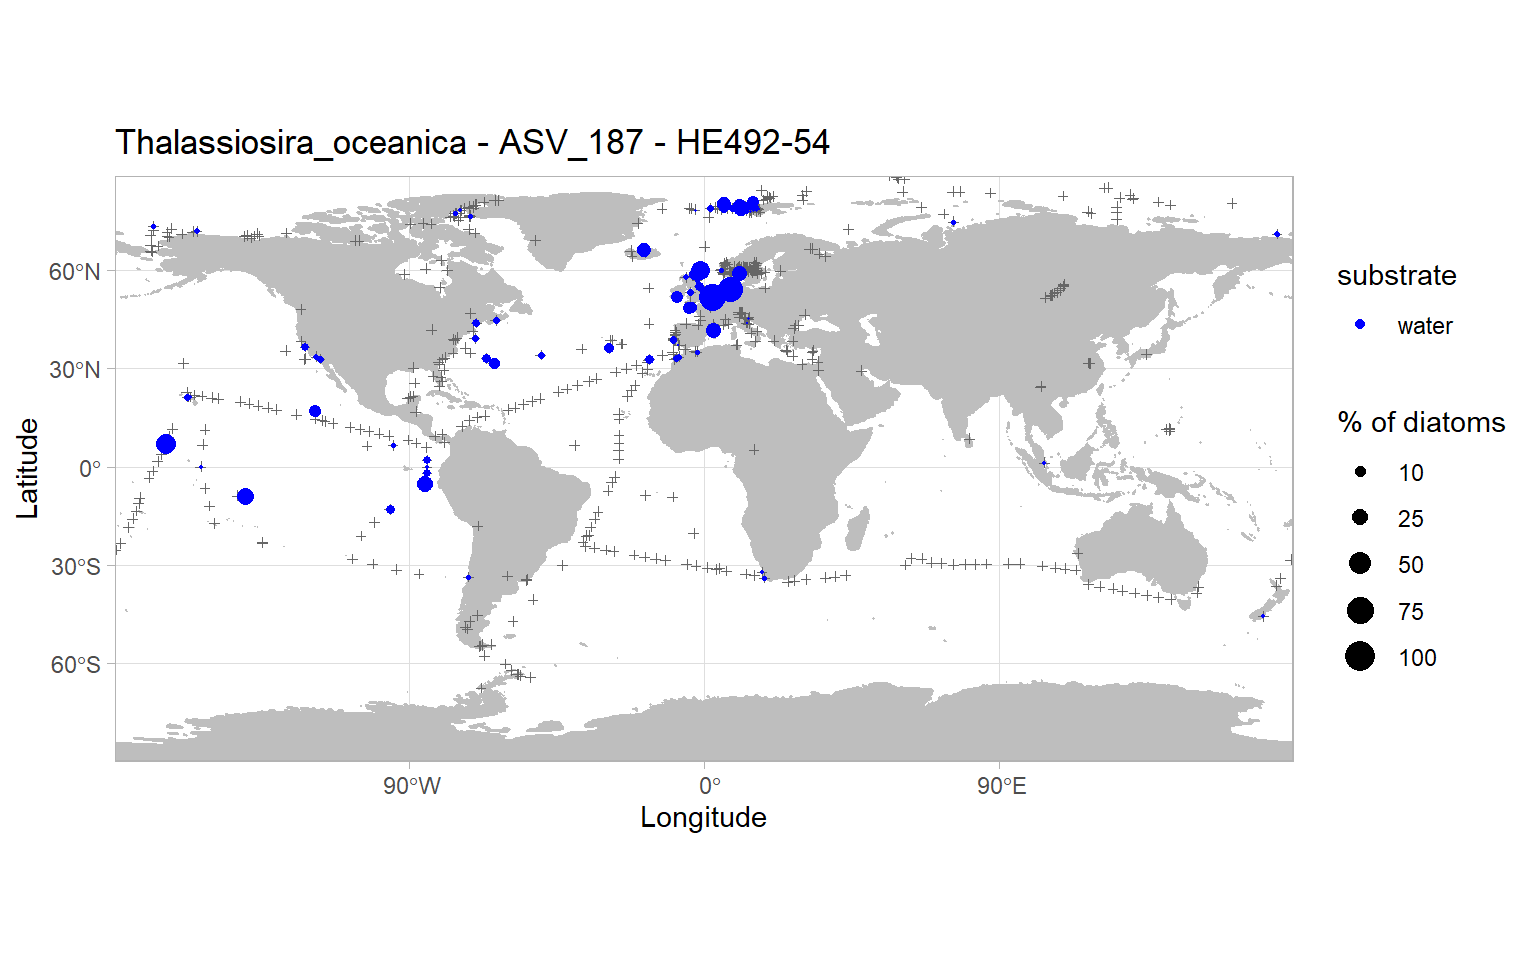 Thalassiosira_oceanica - ASV_187 - HE492-54
60°N
30°N
0°
30°S
60°S
Latitude
90°W
0°
90°E
Longitude
substrate
water
% of diatoms
10
25
50
75
100